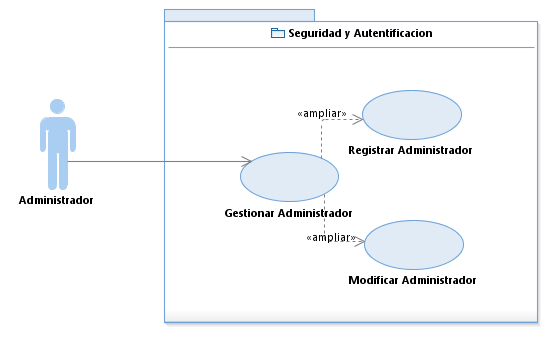 Seguridad y Autentificacion
«ampliar»
Registrar Administrador
Administrador
Gestionar Administrador
«ampliar»
Modificar Administrador